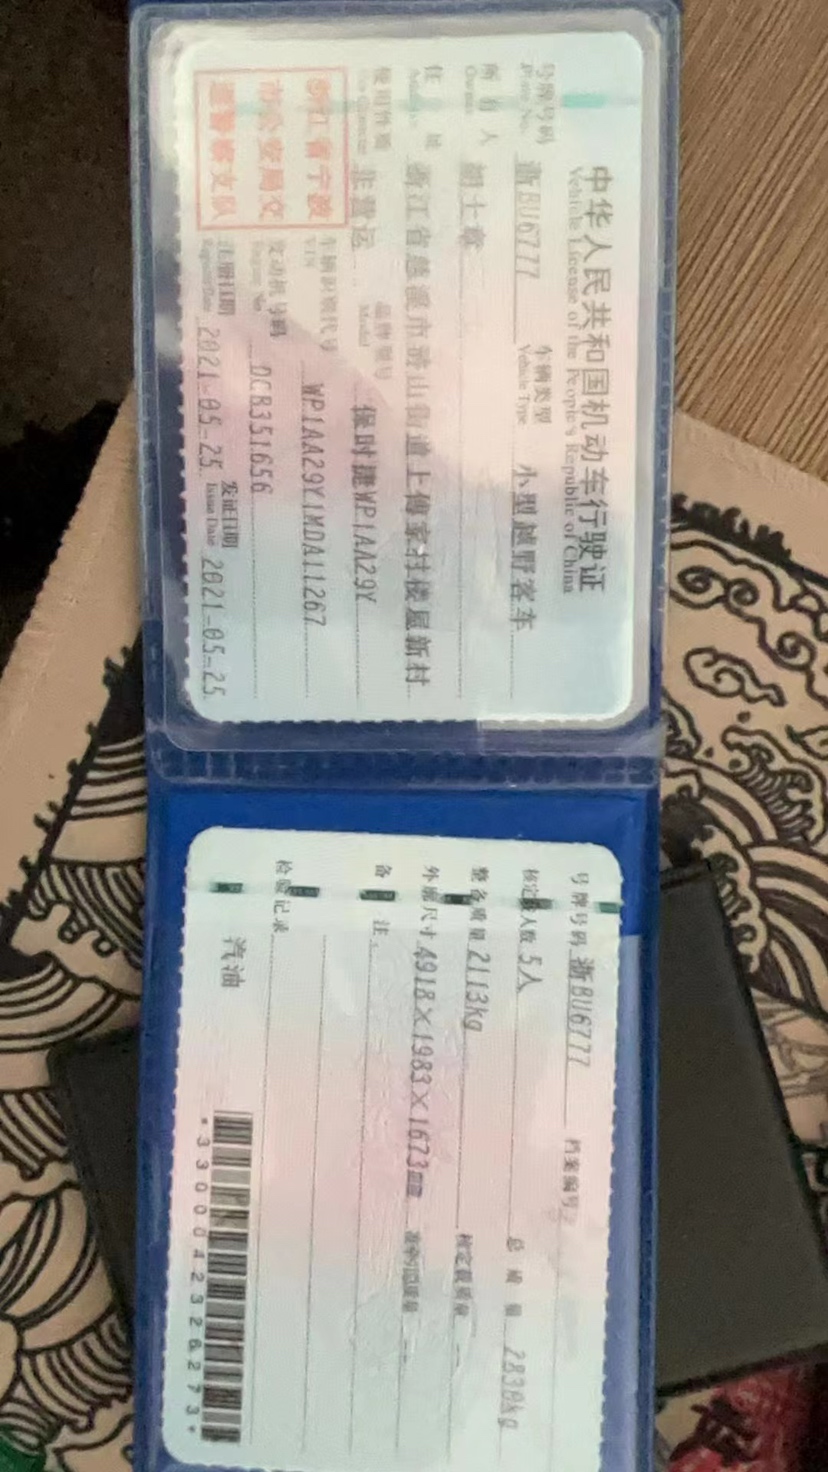 中华人民共和国机动车行驶证
Vehicle License of the People's Republic of China
号牌号码 浙BU6777 车辆类型 小型越野客车
Plate No. Vehicle Type
所有人
Owner
住址 浙江省慈溪市 山街道上傅家村楼屋新村
Address
使用性质 非营运 品牌型号 保时捷WP1AA29Y
Use Character Model
浙江省宁波
市公安局交
通警察支队
车辆识别代号 WP1AA29Y1MDA11267
VIN
发动机号码 DCB351656
Engine No.
注册日期 2021-05-25 发证日期 2021-05-25
Register Date Issue Date
号牌号码 浙BU6777 档案编号
核定载人数 5人 总质量 2830kg
整备质量 2113kg 核定载质量 --
外廓尺寸 4918×1983×1673mm 准牵引总质量 --
备注
检验记录
汽油
*3300042326273*